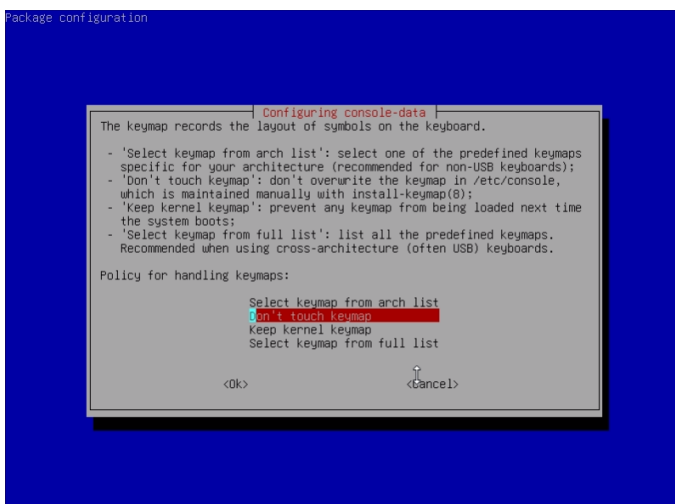 Package configuration
Configuring console-data
The keymap records the layout of symbols on the keyboard.
- 'Select keymap from arch list': select one of the predefined keymaps
specific for your architecture (recommended for non-USB keyboards);
- 'Don't touch keymap': don't overwrite the keymap in /etc/console,
which is maintained manually with install-keymap(8);
- 'Keep kernel keymap': prevent any keymap from being loaded next time
the system boots;
- 'Select keymap from full list': list all the predefined keymaps.
Recommended when using cross-architecture (often USB) keyboards.
Policy for handling keymaps:
Select keymap from arch list
Don't touch keymap
Keep kernel keymap
Select keymap from full list
<Ok> <Cancel>